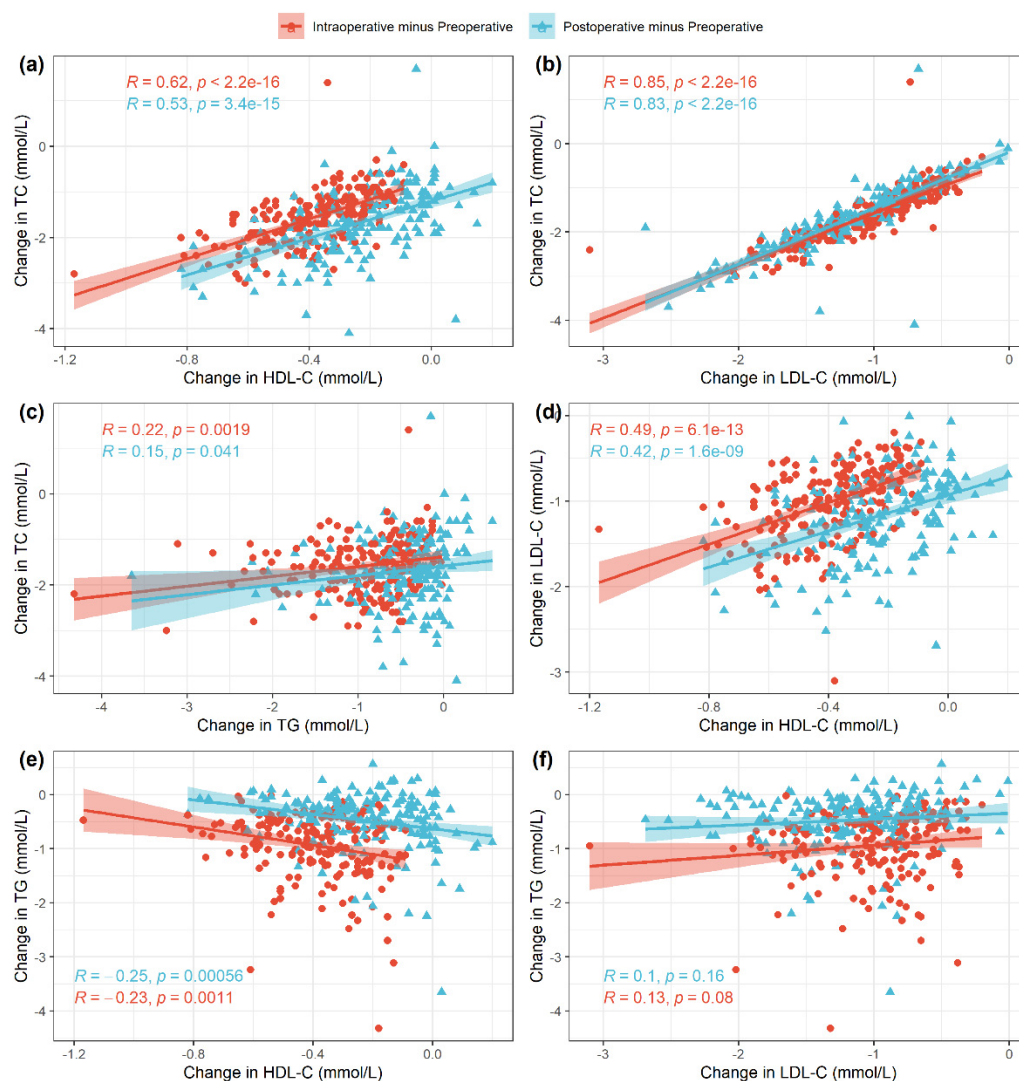 Intraoperative minus Preoperative Postoperative minus Preoperative
(a)
R = 0.62, p < 2.2e-16
R = 0.53, p = 3.4e-15
Change in TC (mmol/L)
0
-2
-4
-1.2 -0.8 -0.4 0.0
Change in HDL-C (mmol/L)
(b)
R = 0.85, p < 2.2e-16
R = 0.83, p < 2.2e-16
Change in TC (mmol/L)
0
-2
-4
-3 -2 -1 0
Change in LDL-C (mmol/L)
(c)
R = 0.22, p = 0.0019
R = 0.15, p = 0.041
Change in TC (mmol/L)
0
-2
-4
-4 -3 -2 -1 0
Change in TG (mmol/L)
(d)
R = 0.49, p = 6.1e-13
R = 0.42, p = 1.6e-09
Change in LDL-C (mmol/L)
0
-1
-2
-3
-1.2 -0.8 -0.4 0.0
Change in HDL-C (mmol/L)
(e)
Change in TG (mmol/L)
0
-1
-2
-3
-4
R = −0.25, p = 0.00056
R = −0.23, p = 0.0011
-1.2 -0.8 -0.4 0.0
Change in HDL-C (mmol/L)
(f)
Change in TG (mmol/L)
0
-1
-2
-3
-4
R = 0.1, p = 0.16
R = 0.13, p = 0.08
-3 -2 -1 0
Change in LDL-C (mmol/L)